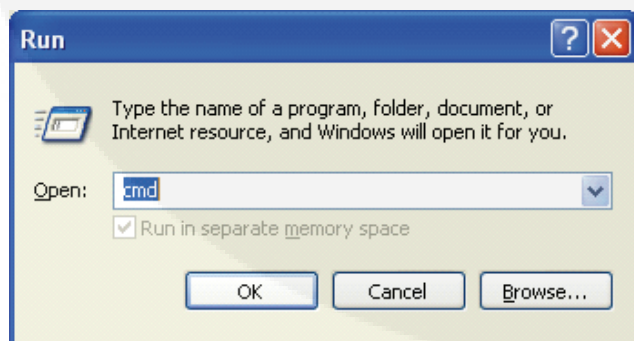 Run
Type the name of a program, folder, document, or
Internet resource, and Windows will open it for you.
Open: cmd
Run in separate memory space
OK Cancel Browse...